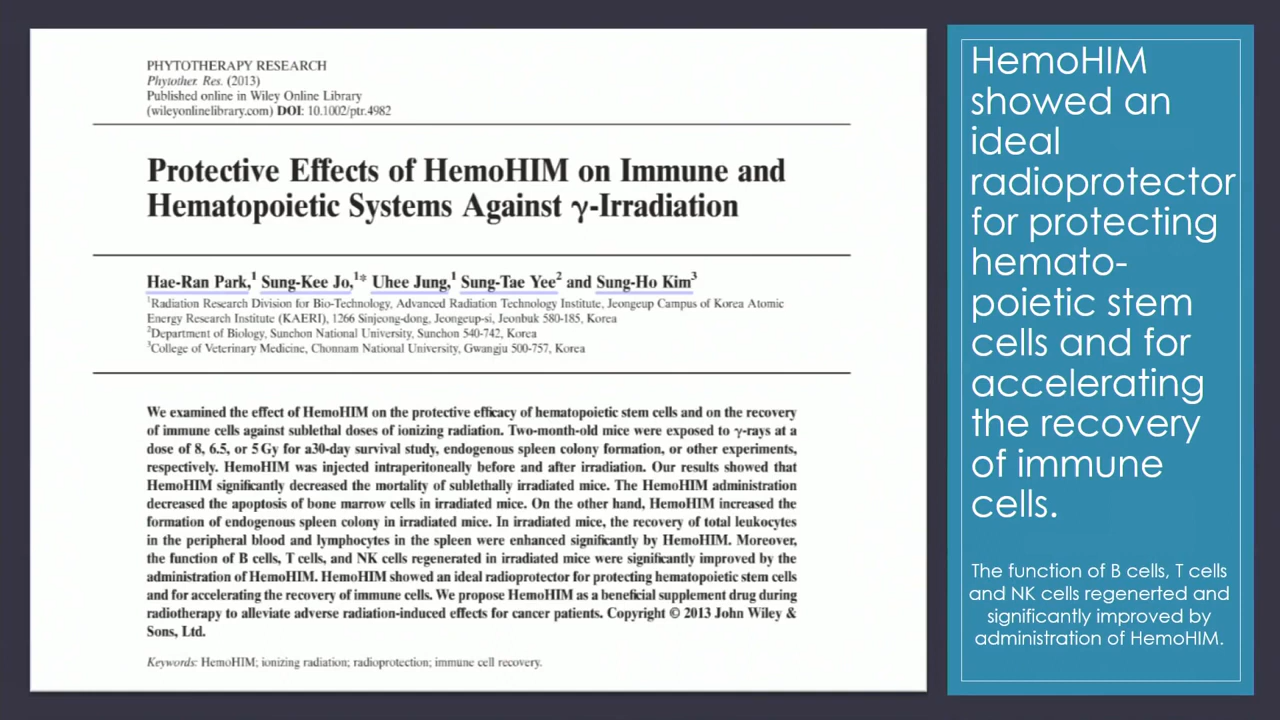 PHYTOTHERAPY RESEARCH
Phytother. Res. (2013)
Published online in Wiley Online Library
(wileyonlinelibrary.com) DOI: 10.1002/ptr.4982
Protective Effects of HemoHIM on Immune and
Hematopoietic Systems Against γ-Irradiation
Hae-Ran Park,1 Sung-Kee Jo,1* Uhee Jung,1 Sung-Tae Yee2 and Sung-Ho Kim3
1Radiation Research Division for Bio-Technology, Advanced Radiation Technology Institute, Jeongeup Campus of Korea Atomic
Energy Research Institute (KAERI), 1266 Sinjeong-dong, Jeongeup-si, Jeonbuk 580-185, Korea
2Department of Biology, Sunchon National University, Sunchon 540-742, Korea
3College of Veterinary Medicine, Chonnam National University, Gwangju 500-757, Korea
We examined the effect of HemoHIM on the protective efficacy of hematopoietic stem cells and on the recovery
of immune cells against sublethal doses of ionizing radiation. Two-month-old mice were exposed to γ-rays at a
dose of 8, 6.5, or 5 Gy for a30-day survival study, endogenous spleen colony formation, or other experiments,
respectively. HemoHIM was injected intraperitoneally before and after irradiation. Our results showed that
HemoHIM significantly decreased the mortality of sublethally irradiated mice. The HemoHIM administration
decreased the apoptosis of bone marrow cells in irradiated mice. On the other hand, HemoHIM increased the
formation of endogenous spleen colony in irradiated mice. In irradiated mice, the recovery of total leukocytes
in the peripheral blood and lymphocytes in the spleen were enhanced significantly by HemoHIM. Moreover,
the function of B cells, T cells, and NK cells regenerated in irradiated mice were significantly improved by the
administration of HemoHIM. HemoHIM showed an ideal radioprotector for protecting hematopoietic stem cells
and for accelerating the recovery of immune cells. We propose HemoHIM as a beneficial supplement drug during
radiotherapy to alleviate adverse radiation-induced effects for cancer patients. Copyright © 2013 John Wiley &
Sons, Ltd.
Keywords: HemoHIM; ionizing radiation; radioprotection; immune cell recovery.
HemoHIM
showed an
ideal
radioprotector
for protecting
hemato-
poietic stem
cells and for
accelerating
the recovery
of immune
cells.
The function of B cells, T cells
and NK cells regenerted and
significantly improved by
administration of HemoHIM.